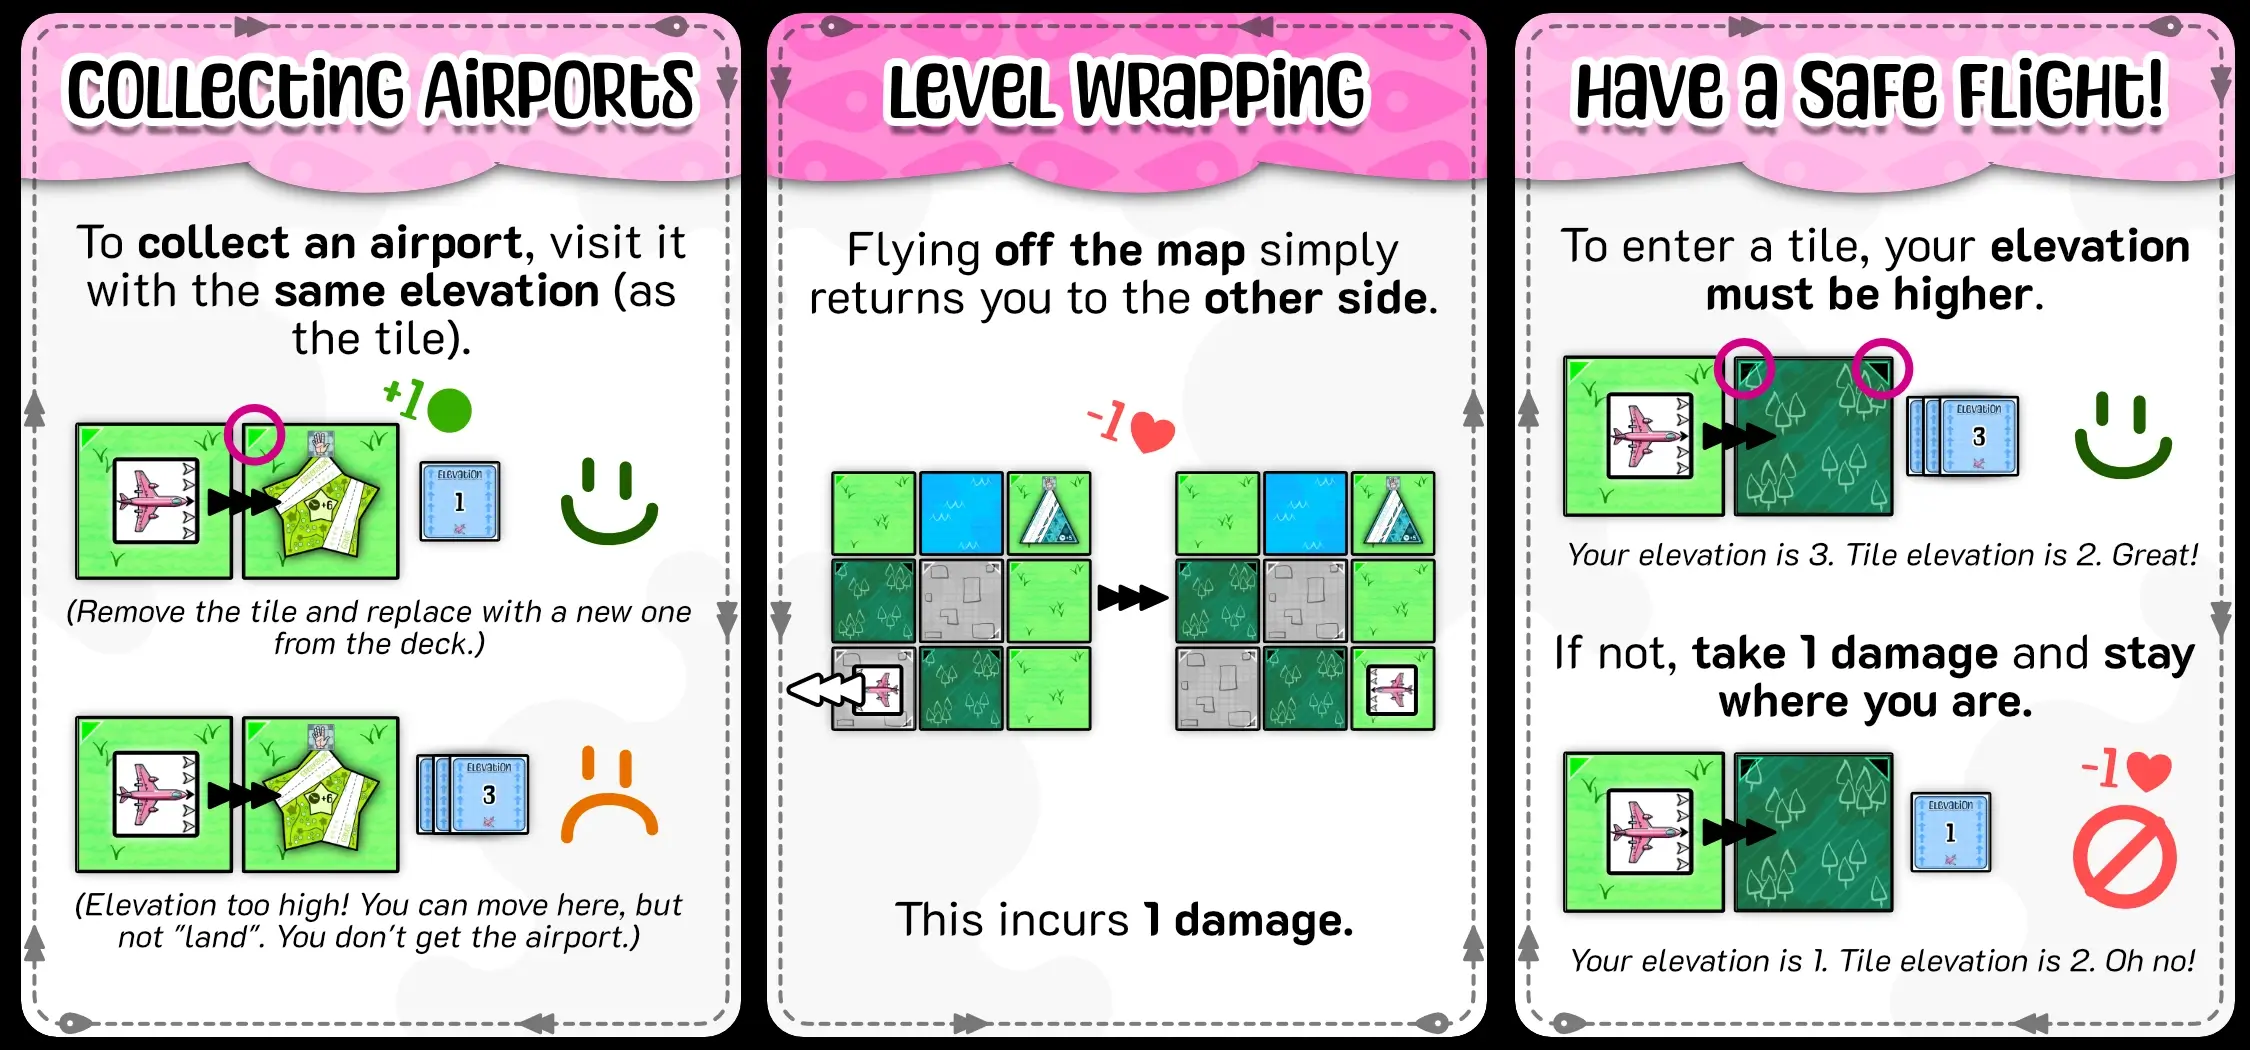 COLLECTING AIRPORTS
To collect an airport, visit it
with the same elevation (as
the tile).
+1
+6
ELEVATION
1
(Remove the tile and replace with a new one
from the deck.)
+6
ELEVATION
3
(Elevation too high! You can move here, but
not "land". You don't get the airport.)
LEVEL WRAPPING
Flying off the map simply
returns you to the other side.
-1
+5
+5
This incurs 1 damage.
HAVE A SAFE FLIGHT!
To enter a tile, your elevation
must be higher.
ELEVATION
3
Your elevation is 3. Tile elevation is 2. Great!
If not, take 1 damage and stay
where you are.
-1
ELEVATION
1
Your elevation is 1. Tile elevation is 2. Oh no!